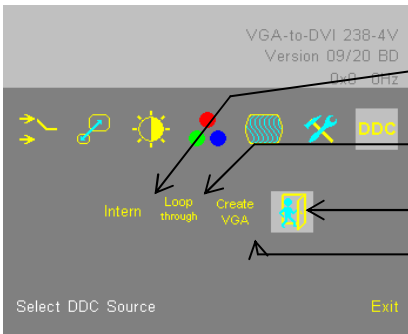 VGA-to-DVI 238-4V
Version 09/20 BD
0x0 0Hz
DDC
Intern
Loop through
Create VGA
Select DDC Source
Exit